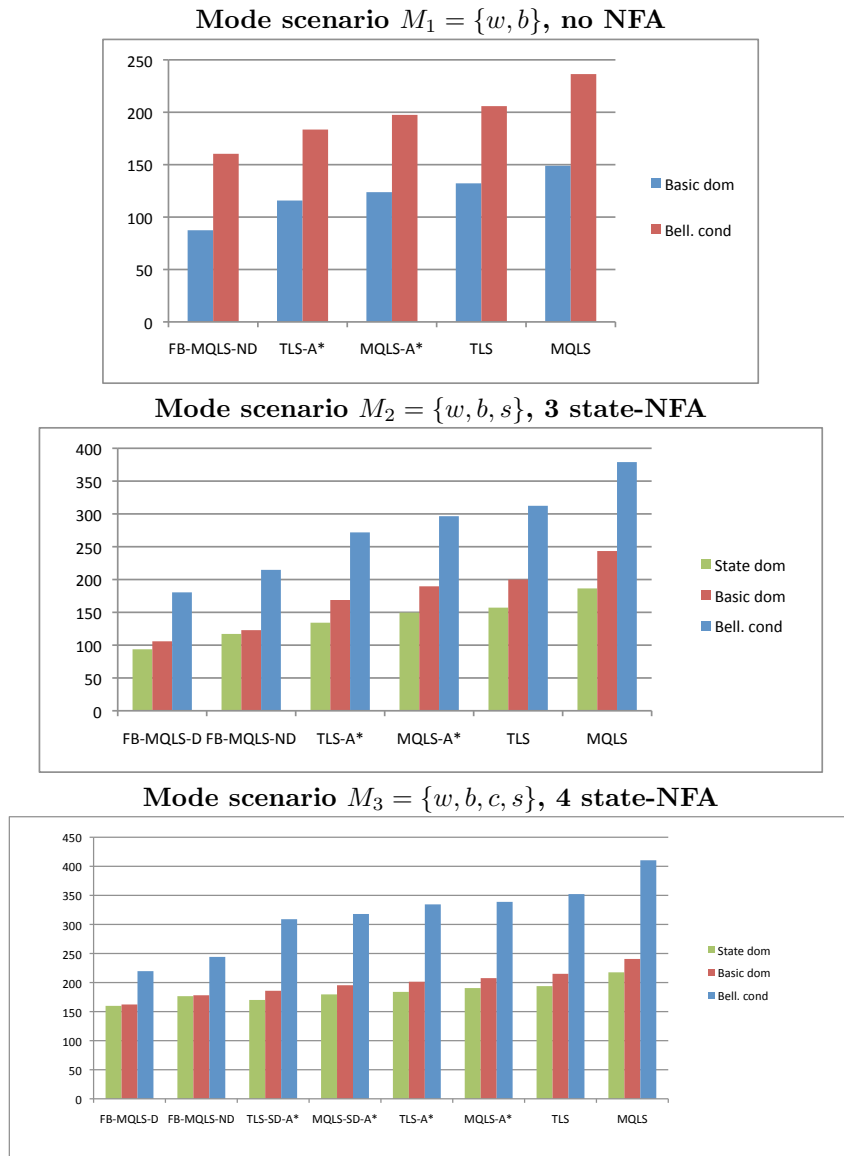 Mode scenario M₁ = {w, b}, no NFA
250
200
150
100
50
0
FB-MQLS-ND TLS-A* MQLS-A* TLS MQLS
Basic dom
Bell. cond
Mode scenario M₂ = {w, b, s}, 3 state-NFA
400
350
300
250
200
150
100
50
0
FB-MQLS-D FB-MQLS-ND TLS-A* MQLS-A* TLS MQLS
State dom
Basic dom
Bell. cond
Mode scenario M₃ = {w, b, c, s}, 4 state-NFA
450
400
350
300
250
200
150
100
50
0
FB-MQLS-D FB-MQLS-ND TLS-SD-A* MQLS-SD-A* TLS-A* MQLS-A* TLS MQLS
State dom
Basic dom
Bell. cond